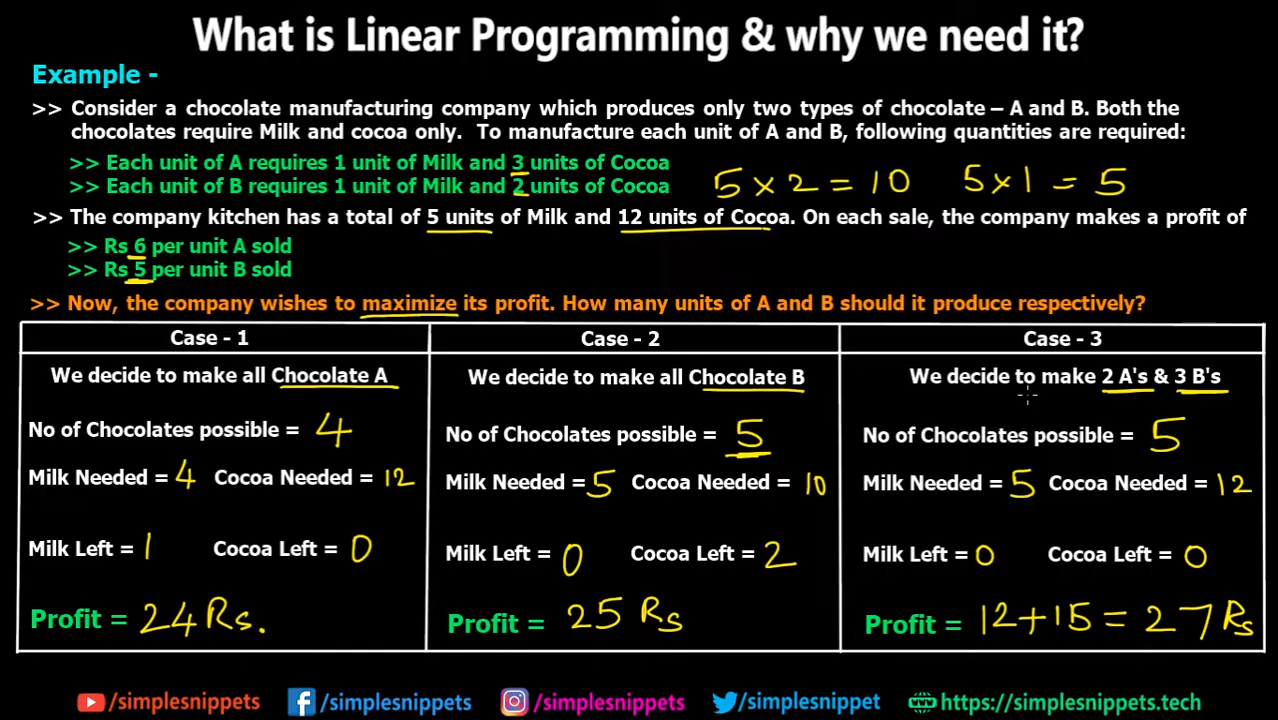 What is Linear Programming & why we need it?
Example -
>> Consider a chocolate manufacturing company which produces only two types of chocolate – A and B. Both the
chocolates require Milk and cocoa only. To manufacture each unit of A and B, following quantities are required:
>> Each unit of A requires 1 unit of Milk and 3 units of Cocoa
>> Each unit of B requires 1 unit of Milk and 2 units of Cocoa
5 × 2 = 10 5 × 1 = 5
>> The company kitchen has a total of 5 units of Milk and 12 units of Cocoa. On each sale, the company makes a profit of
>> Rs 6 per unit A sold
>> Rs 5 per unit B sold
>> Now, the company wishes to maximize its profit. How many units of A and B should it produce respectively?
Case - 1
We decide to make all Chocolate A
No of Chocolates possible = 4
Milk Needed = 4 Cocoa Needed = 12
Milk Left = 1 Cocoa Left = 0
Profit = 24 Rs.
Case - 2
We decide to make all Chocolate B
No of Chocolates possible = 5
Milk Needed = 5 Cocoa Needed = 10
Milk Left = 0 Cocoa Left = 2
Profit = 25 Rs
Case - 3
We decide to make 2 A's & 3 B's
No of Chocolates possible = 5
Milk Needed = 5 Cocoa Needed = 12
Milk Left = 0 Cocoa Left = 0
Profit = 12+15 = 27 Rs
/simplesnippets /simplesnippets /simplesnippets /simplesnippet https://simplesnippets.tech